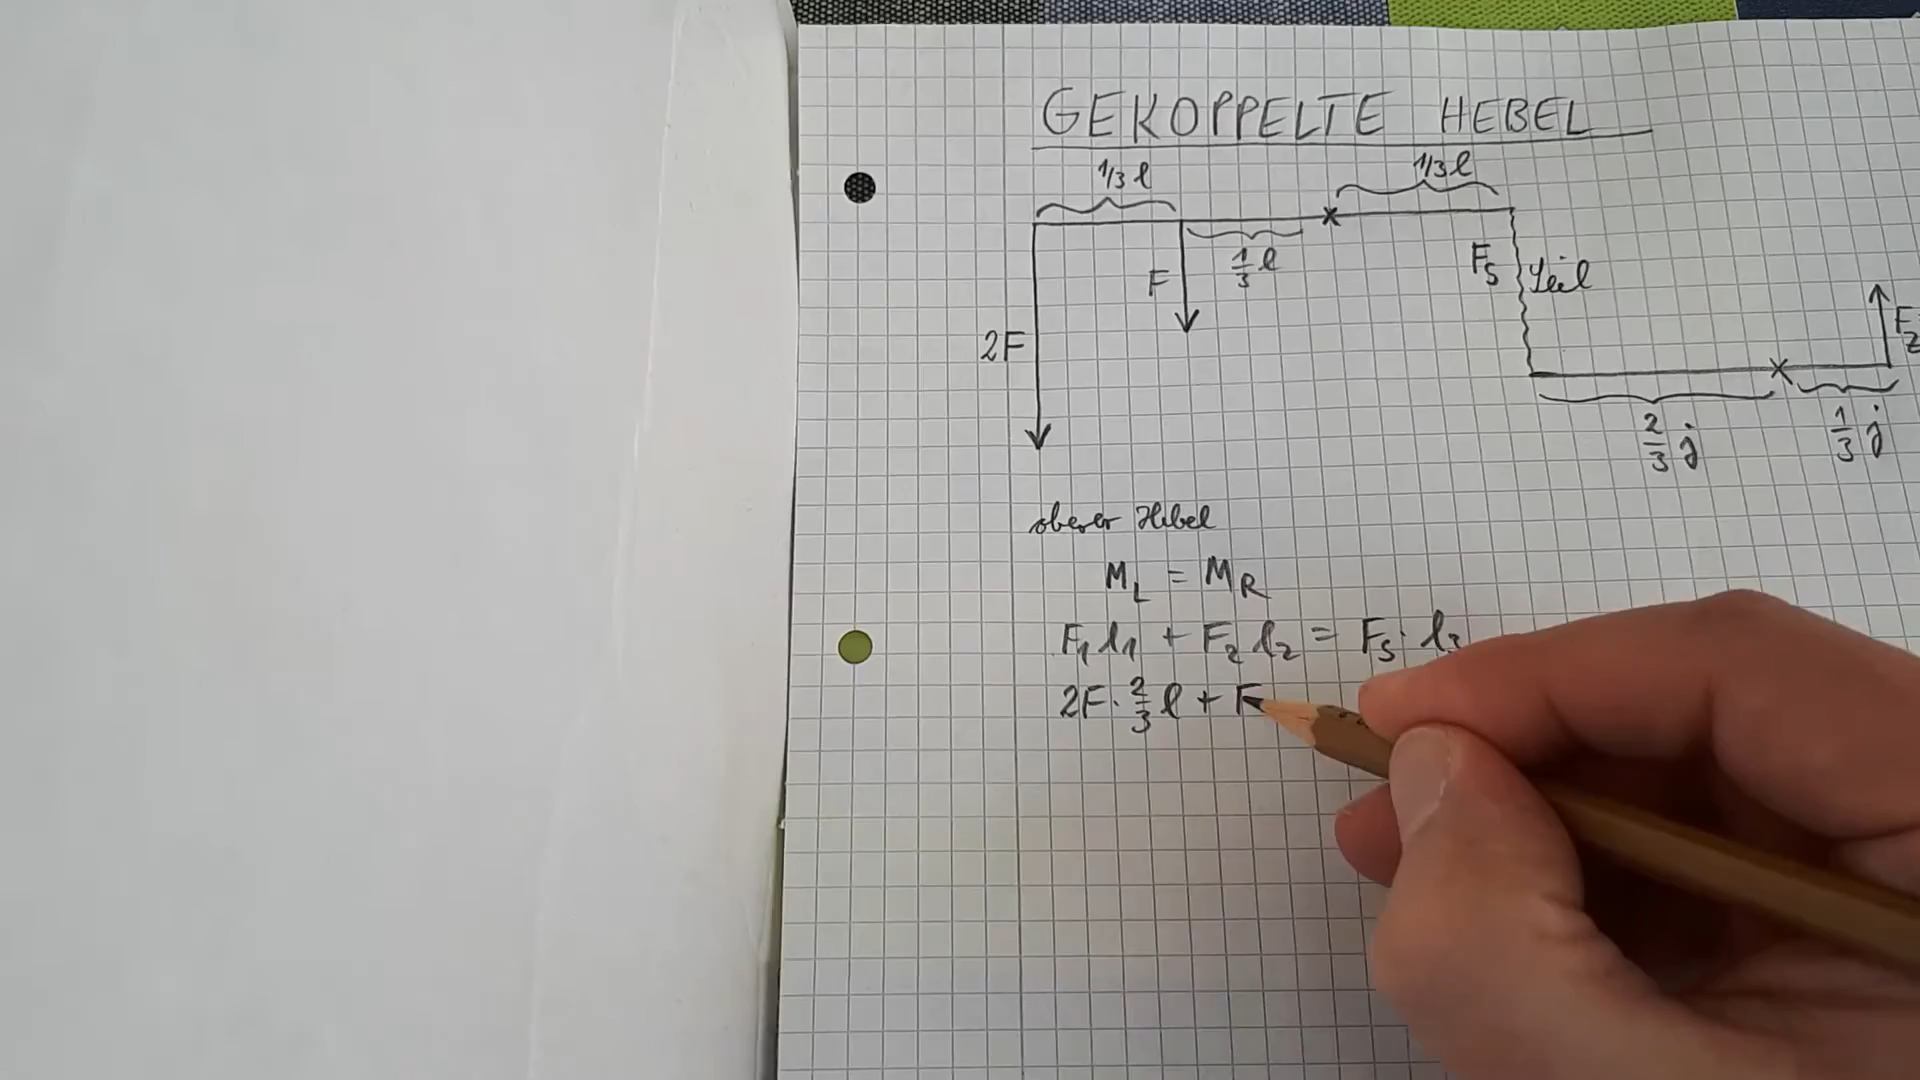 GEKOPPELTE HEBEL
1/3 l
1/3 l
1/3 l
F
2F
F_S
Seil
F_2
2/3 j
1/3 j
oberer Hebel
M_L = M_R
F_1 l_1 + F_2 l_2 = F_S · l_3
2F · 2/3 l + F